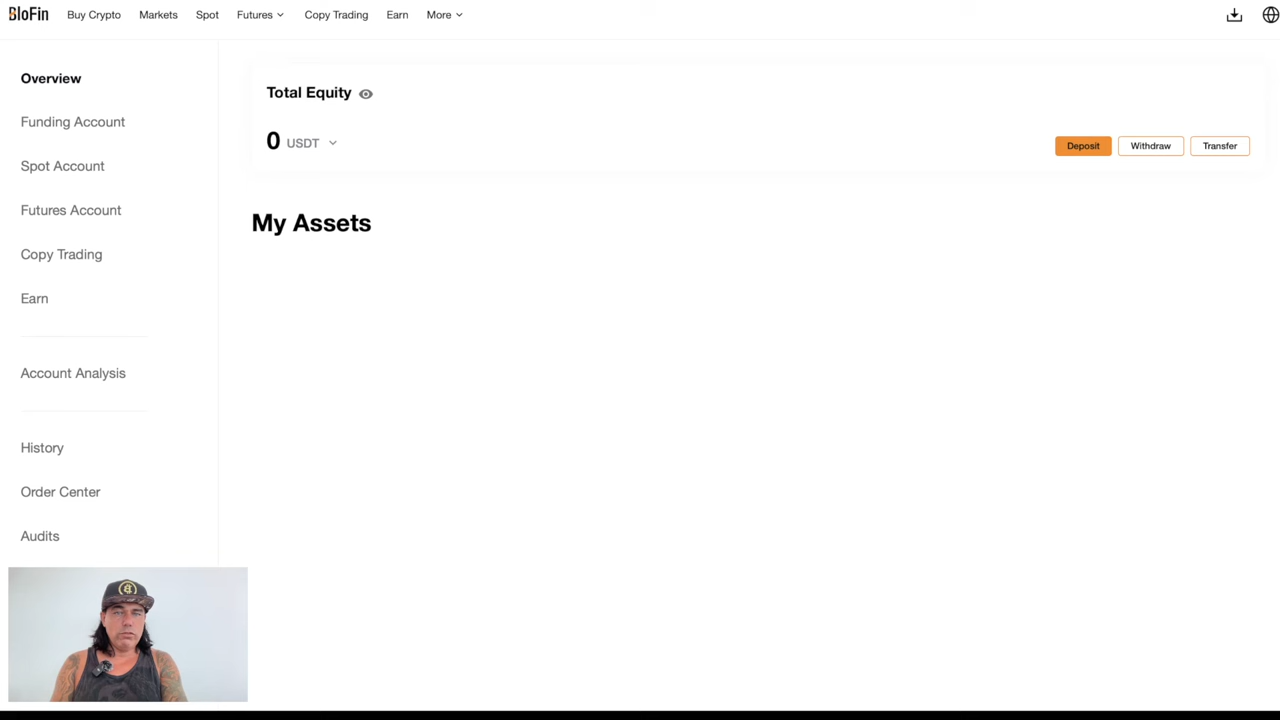 BloFin
Buy Crypto Markets Spot Futures Copy Trading Earn More
Overview
Funding Account
Spot Account
Futures Account
Copy Trading
Earn
Account Analysis
History
Order Center
Audits
Total Equity
0 USDT
Deposit Withdraw Transfer
My Assets